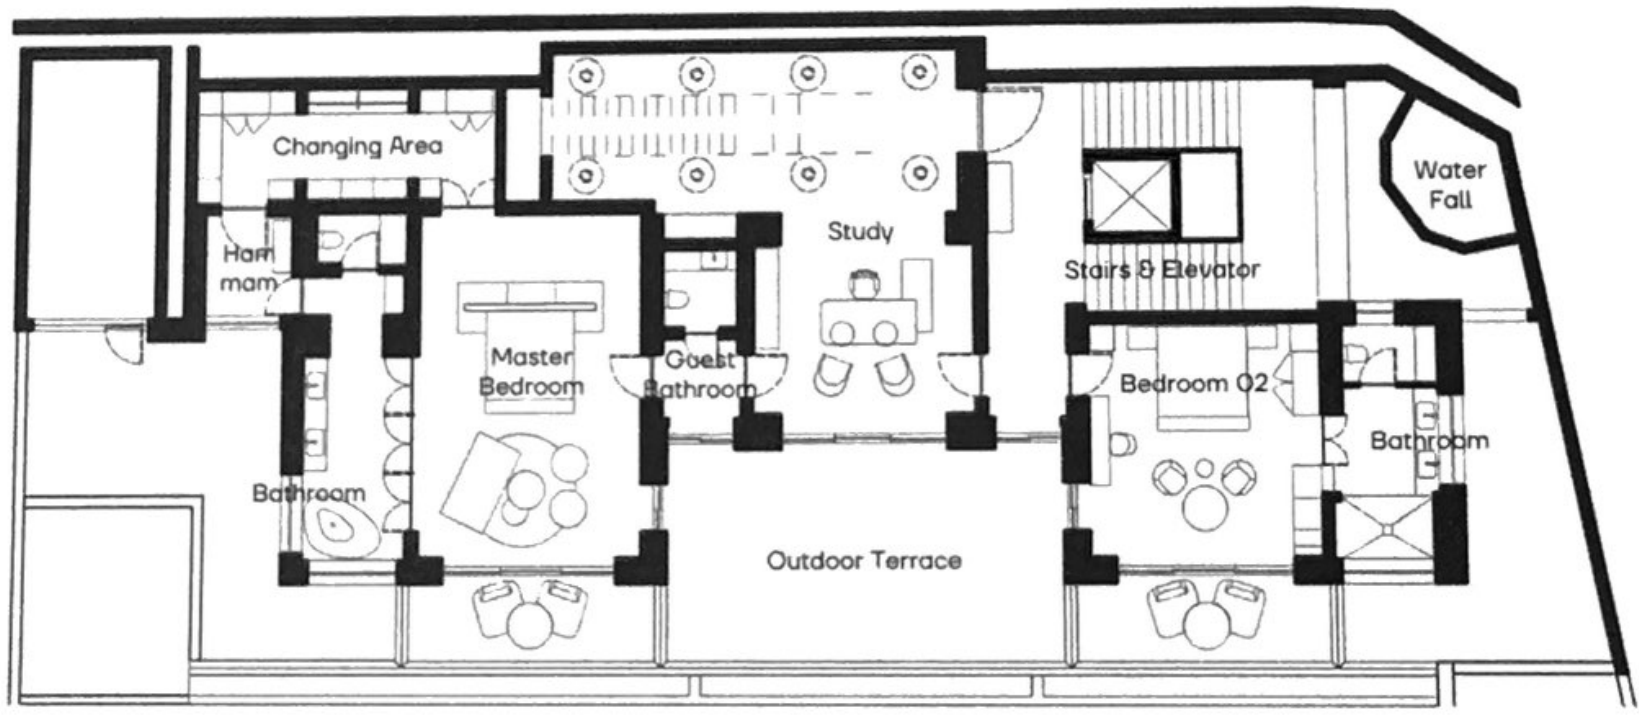 Changing Area
Water
Fall
Study
Ham
mam
Stairs & Elevator
Master
Bedroom
Guest
Bathroom
Bedroom 02
Bathroom
Bathroom
Outdoor Terrace